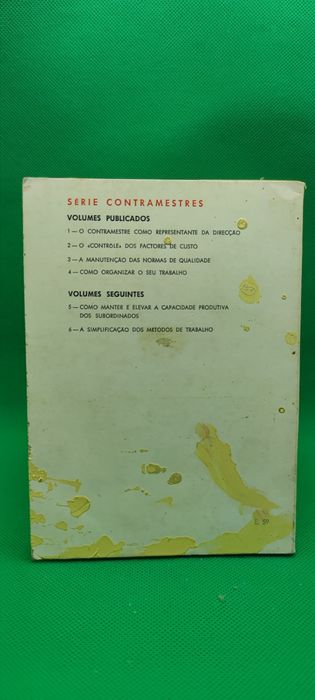 SÉRIE CONTRAMESTRES
VOLUMES PUBLICADOS
1 — O CONTRAMESTRE COMO REPRESENTANTE DA DIRECÇÃO
2 — O «CONTRÔLE» DOS FACTORES DE CUSTO
3 — A MANUTENÇÃO DAS NORMAS DE QUALIDADE
4 — COMO ORGANIZAR O SEU TRABALHO
VOLUMES SEGUINTES
5 — COMO MANTER E ELEVAR A CAPACIDADE PRODUTIVA
DOS SUBORDINADOS
6 — A SIMPLIFICAÇÃO DOS METODOS DE TRABALHO
E. 59